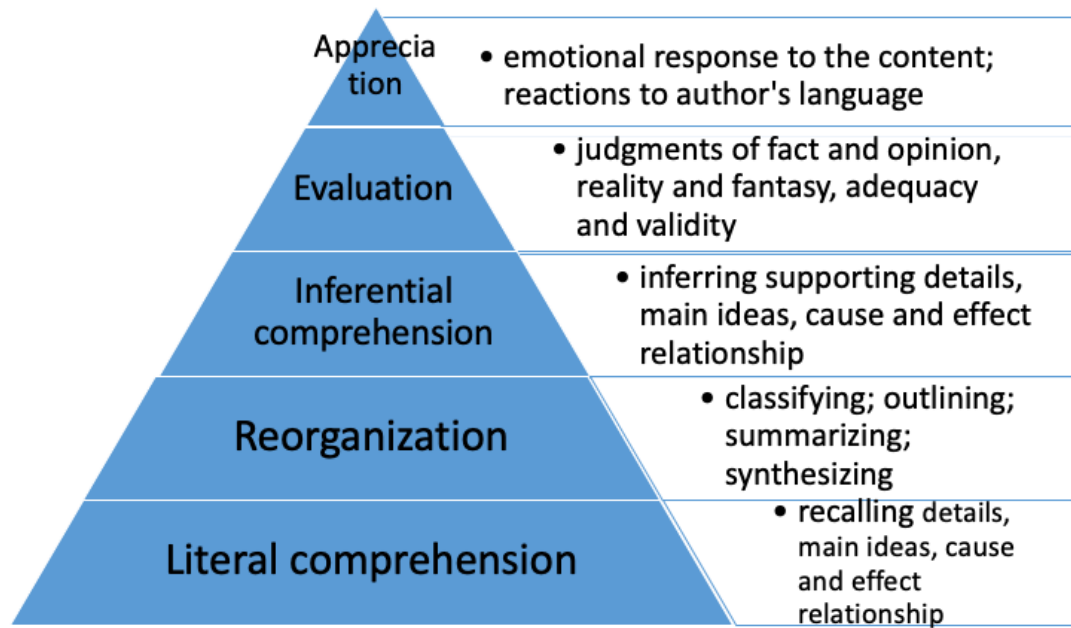 Apprecia
tion
• emotional response to the content;
reactions to author's language
Evaluation
• judgments of fact and opinion,
reality and fantasy, adequacy
and validity
Inferential
comprehension
• inferring supporting details,
main ideas, cause and effect
relationship
Reorganization
• classifying; outlining;
summarizing;
synthesizing
Literal comprehension
• recalling details,
main ideas, cause
and effect
relationship